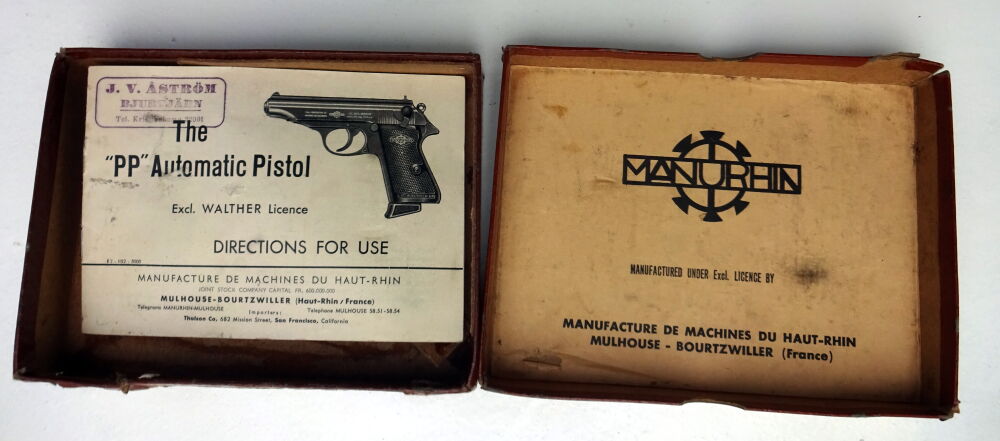 J. V. ÅSTRÖM
BJURTJÄRN
The
"PP" Automatic Pistol
Excl. WALTHER Licence
DIRECTIONS FOR USE
MANUFACTURE DE MACHINES DU HAUT-RHIN
JOINT STOCK COMPANY CAPITAL FR. 600.000.000
MULHOUSE-BOURTZWILLER (Haut-Rhin/France)
Telegrams MANURHIN-MULHOUSE Telephone MULHOUSE 58.51-58.54
Importers:
Thalson Co, 682 Mission Street, San Francisco, California
MANURHIN
MANUFACTURED UNDER Excl. LICENCE BY
MANUFACTURE DE MACHINES DU HAUT-RHIN
MULHOUSE - BOURTZWILLER (France)